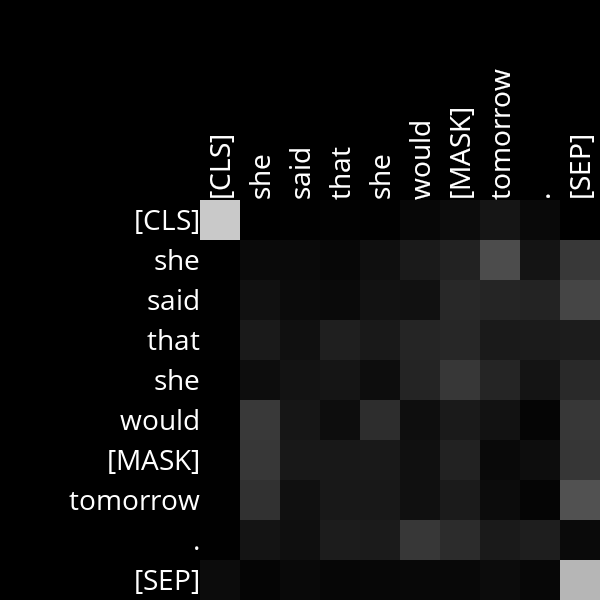 [CLS] she said that she would [MASK] tomorrow . [SEP]
[CLS]
she
said
that
she
would
[MASK]
tomorrow
.
[SEP]